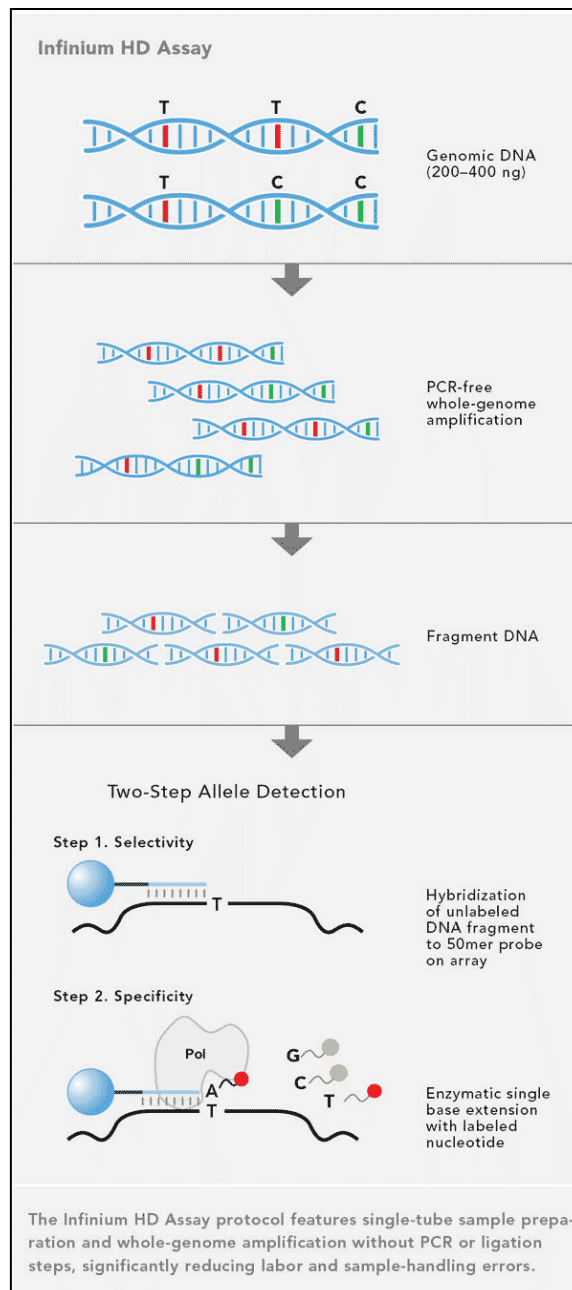 Infinium HD Assay
T T C
T C C
Genomic DNA
(200–400 ng)
PCR-free
whole-genome
amplification
Fragment DNA
Two-Step Allele Detection
Step 1. Selectivity
T
Hybridization
of unlabeled
DNA fragment
to 50mer probe
on array
Step 2. Specificity
Pol
G
C
T
A
T
Enzymatic single
base extension
with labeled
nucleotide
The Infinium HD Assay protocol features single-tube sample prepa-
ration and whole-genome amplification without PCR or ligation
steps, significantly reducing labor and sample-handling errors.